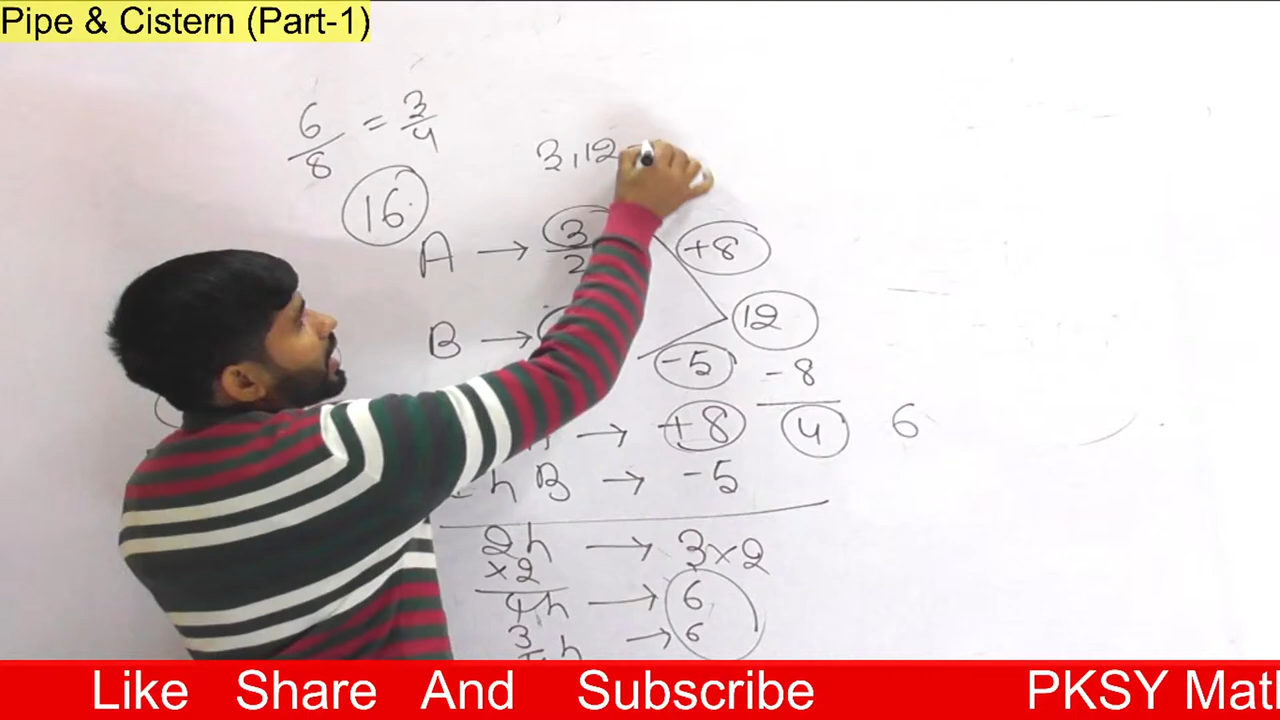 Pipe & Cistern (Part-1)
6/8 = 3/4
3,12
16
A → 3/2 +8
12
B → -5
-8
→ +8 4 6
h B → -5
2h → 3×2
×2
4h → 6
→ 6
Like Share And Subscribe PKSY Mat